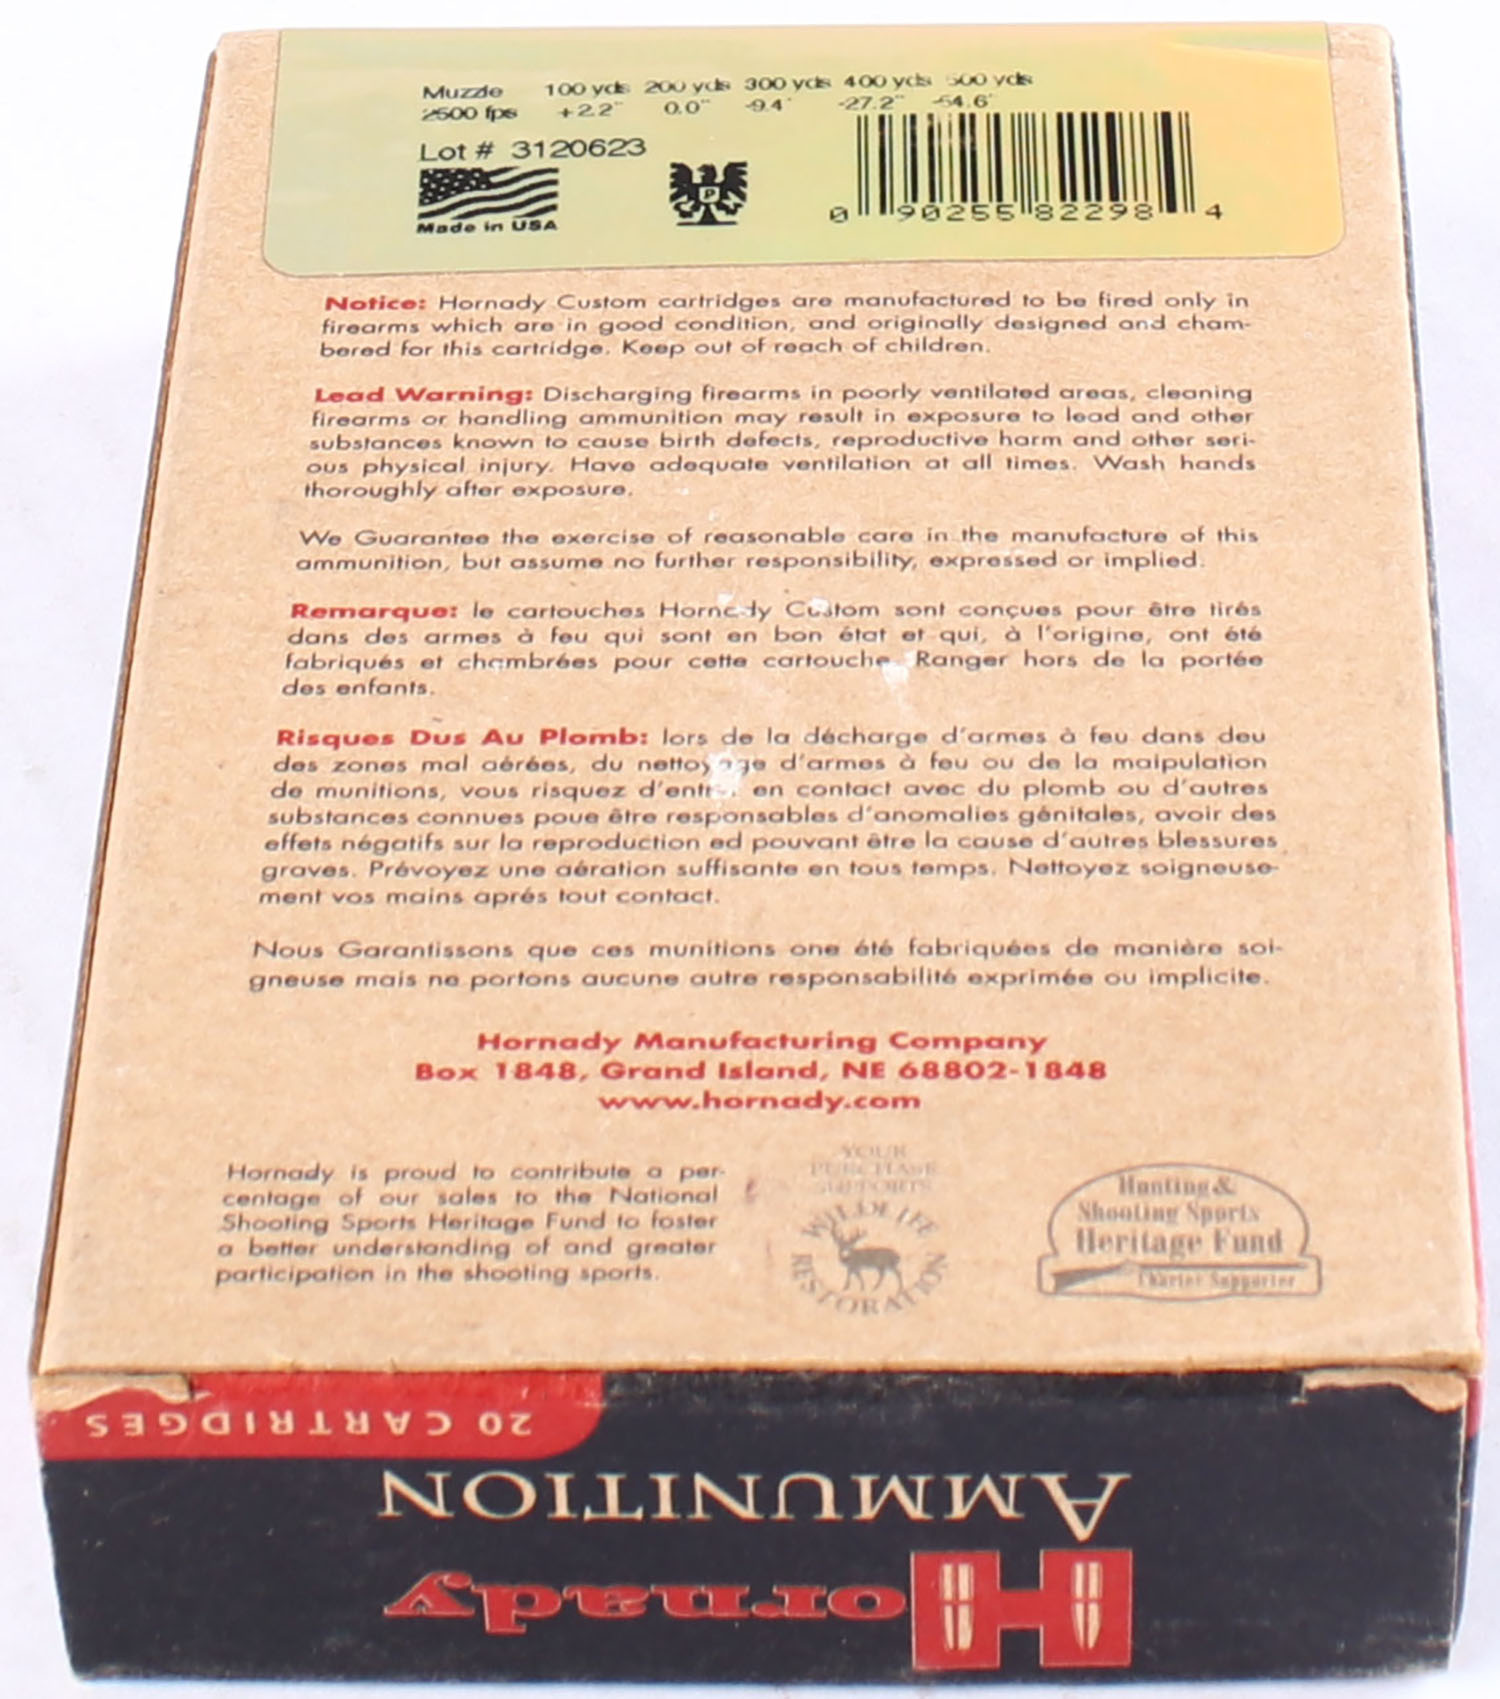 Muzzle 100 yds 200 yds 300 yds 400 yds 500 yds
2500 fps +2.2" 0.0" -9.4" -27.2" -54.6"
Lot # 3120623
Made in USA
P
0 90255 82298 4
Notice: Hornady Custom cartridges are manufactured to be fired only in
firearms which are in good condition, and originally designed and cham-
bered for this cartridge. Keep out of reach of children.
Lead Warning: Discharging firearms in poorly ventilated areas, cleaning
firearms or handling ammunition may result in exposure to lead and other
substances known to cause birth defects, reproductive harm and other seri-
ous physical injury. Have adequate ventilation at all times. Wash hands
thoroughly after exposure.
We Guarantee the exercise of reasonable care in the manufacture of this
ammunition, but assume no further responsibility, expressed or implied.
Remarque: le cartouches Hornady Custom sont conçues pour être tirés
dans des armes à feu qui sont en bon état et qui, à l'origine, ont été
fabriqués et chambrées pour cette cartouche. Ranger hors de la portée
des enfants.
Risques Dus Au Plomb: lors de la décharge d'armes à feu dans deu
des zones mal aérées, du nettoyage d'armes à feu ou de la maipulation
de munitions, vous risquez d'entrer en contact avec du plomb ou d'autres
substances connues poue être responsables d'anomalies génitales, avoir des
effets négatifs sur la reproduction ed pouvant être la cause d'autres blessures
graves. Prévoyez une aération suffisante en tous temps. Nettoyez soigneuse-
ment vos mains aprés tout contact.
Nous Garantissons que ces munitions one été fabriquées de manière soi-
gneuse mais ne portons aucune autre responsabilité exprimée ou implicite.
Hornady Manufacturing Company
Box 1848, Grand Island, NE 68802-1848
www.hornady.com
Hornady is proud to contribute a per-
centage of our sales to the National
Shooting Sports Heritage Fund to foster
a better understanding of and greater
participation in the shooting sports.
YOUR
PURCHASE
SUPPORTS
WILDLIFE
RESTORATION
Hunting &
Shooting Sports
Heritage Fund
Charter Supporter
20 CARTRIDGES
AMMUNITION
Hornady